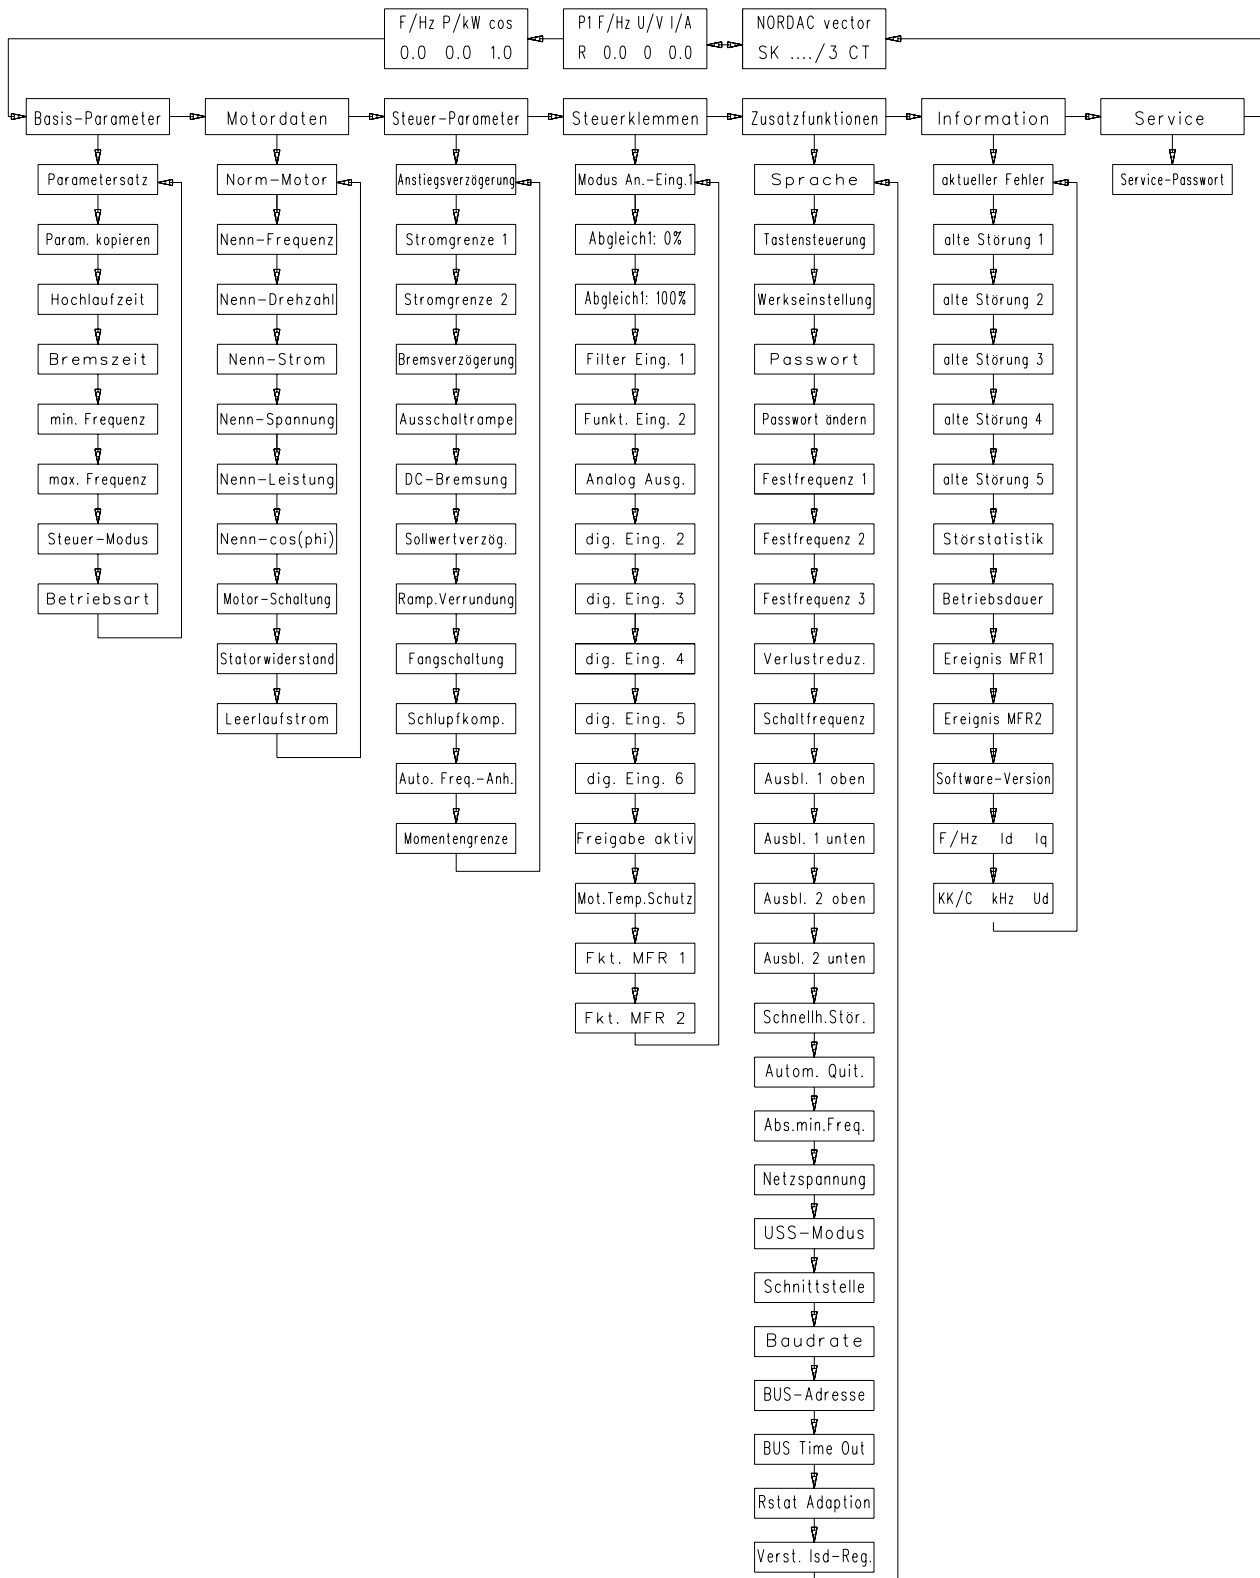 F/Hz P/kW cos
0.0 0.0 1.0
P1 F/Hz U/V I/A
R 0.0 0 0.0
NORDAC vector
SK ..../3 CT
Basis-Parameter
Motordaten
Steuer-Parameter
Steuerklemmen
Zusatzfunktionen
Information
Service
Parametersatz
Param. kopieren
Hochlaufzeit
Bremszeit
min. Frequenz
max. Frequenz
Steuer-Modus
Betriebsart
Norm-Motor
Nenn-Frequenz
Nenn-Drehzahl
Nenn-Strom
Nenn-Spannung
Nenn-Leistung
Nenn-cos(phi)
Motor-Schaltung
Statorwiderstand
Leerlaufstrom
Anstiegsverzögerung
Stromgrenze 1
Stromgrenze 2
Bremsverzögerung
Ausschaltrampe
DC-Bremsung
Sollwertverzög.
Ramp.Verrundung
Fangschaltung
Schlupfkomp.
Auto. Freq.-Anh.
Momentengrenze
Modus An.-Eing.1
Abgleich1: 0%
Abgleich1: 100%
Filter Eing. 1
Funkt. Eing. 2
Analog Ausg.
dig. Eing. 2
dig. Eing. 3
dig. Eing. 4
dig. Eing. 5
dig. Eing. 6
Freigabe aktiv
Mot.Temp.Schutz
Fkt. MFR 1
Fkt. MFR 2
Sprache
Tastensteuerung
Werkseinstellung
Passwort
Passwort ändern
Festfrequenz 1
Festfrequenz 2
Festfrequenz 3
Verlustreduz.
Schaltfrequenz
Ausbl. 1 oben
Ausbl. 1 unten
Ausbl. 2 oben
Ausbl. 2 unten
Schnellh.Stör.
Autom. Quit.
Abs.min.Freq.
Netzspannung
USS-Modus
Schnittstelle
Baudrate
BUS-Adresse
BUS Time Out
Rstat Adaption
Verst. Isd-Reg.
aktueller Fehler
alte Störung 1
alte Störung 2
alte Störung 3
alte Störung 4
alte Störung 5
Störstatistik
Betriebsdauer
Ereignis MFR1
Ereignis MFR2
Software-Version
F/Hz Id Iq
KK/C kHz Ud
Service-Passwort